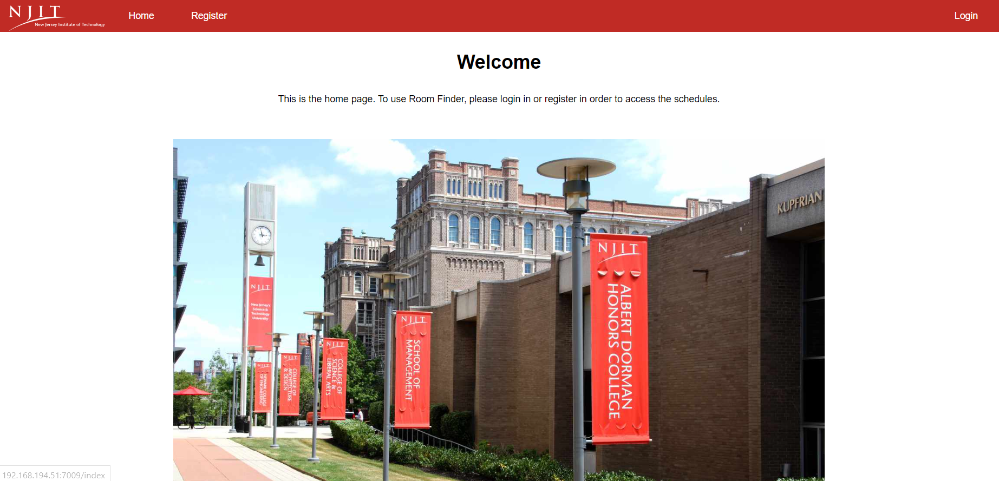 NJIT
New Jersey Institute of Technology
Home
Register
Login
Welcome
This is the home page. To use Room Finder, please login in or register in order to access the schedules.
KUPFRIAN
NJIT
New Jersey's
Science &
Technology
University
NJIT
NEWARK COLLEGE
OF ENGINEERING
NJIT
COLLEGE OF
ARCHITECTURE
& DESIGN
NJIT
COLLEGE OF
SCIENCE &
LIBERAL ARTS
NJIT
SCHOOL OF
MANAGEMENT
NJIT
ALBERT DORMAN
HONORS COLLEGE
192.168.194.51:7009/index